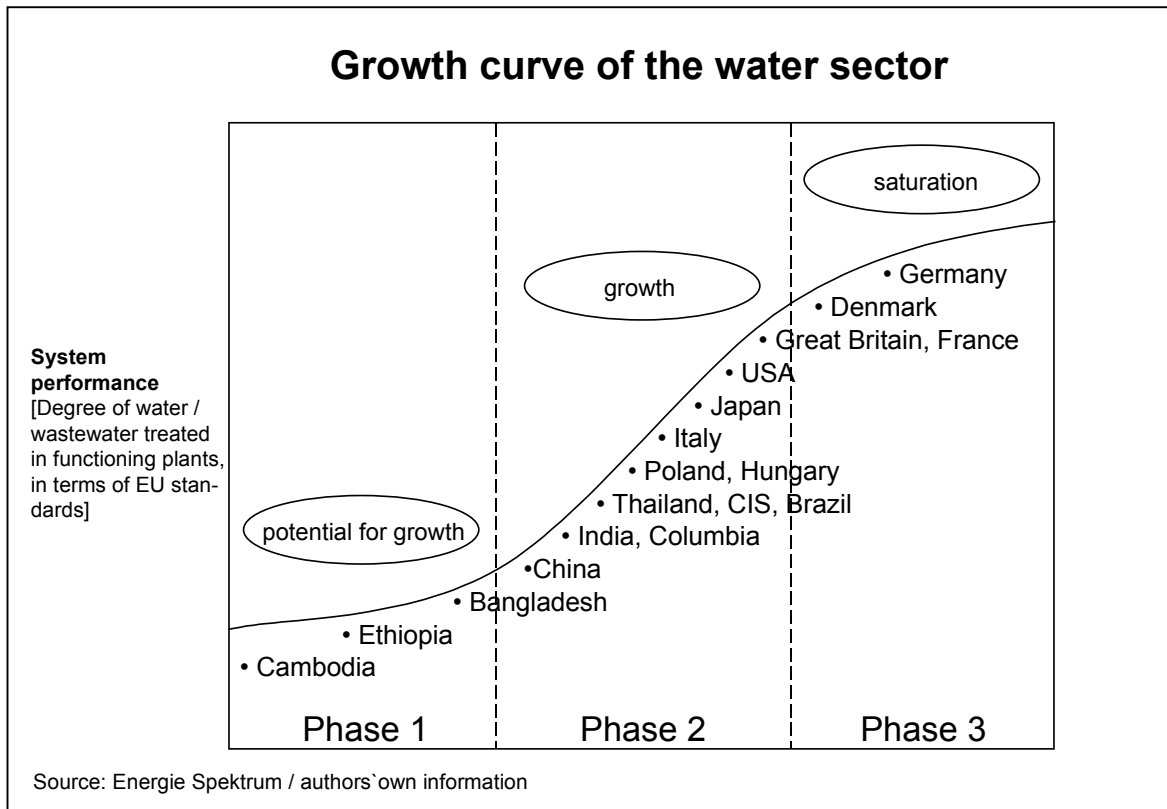 Growth curve of the water sector
saturation
• Germany
growth
• Denmark
• Great Britain, France
System
performance
[Degree of water /
wastewater treated
in functioning plants,
in terms of EU stan-
dards]
• USA
• Japan
• Italy
• Poland, Hungary
• Thailand, CIS, Brazil
potential for growth
• India, Columbia
•China
• Bangladesh
• Ethiopia
• Cambodia
Phase 1
Phase 2
Phase 3
Source: Energie Spektrum / authors`own information